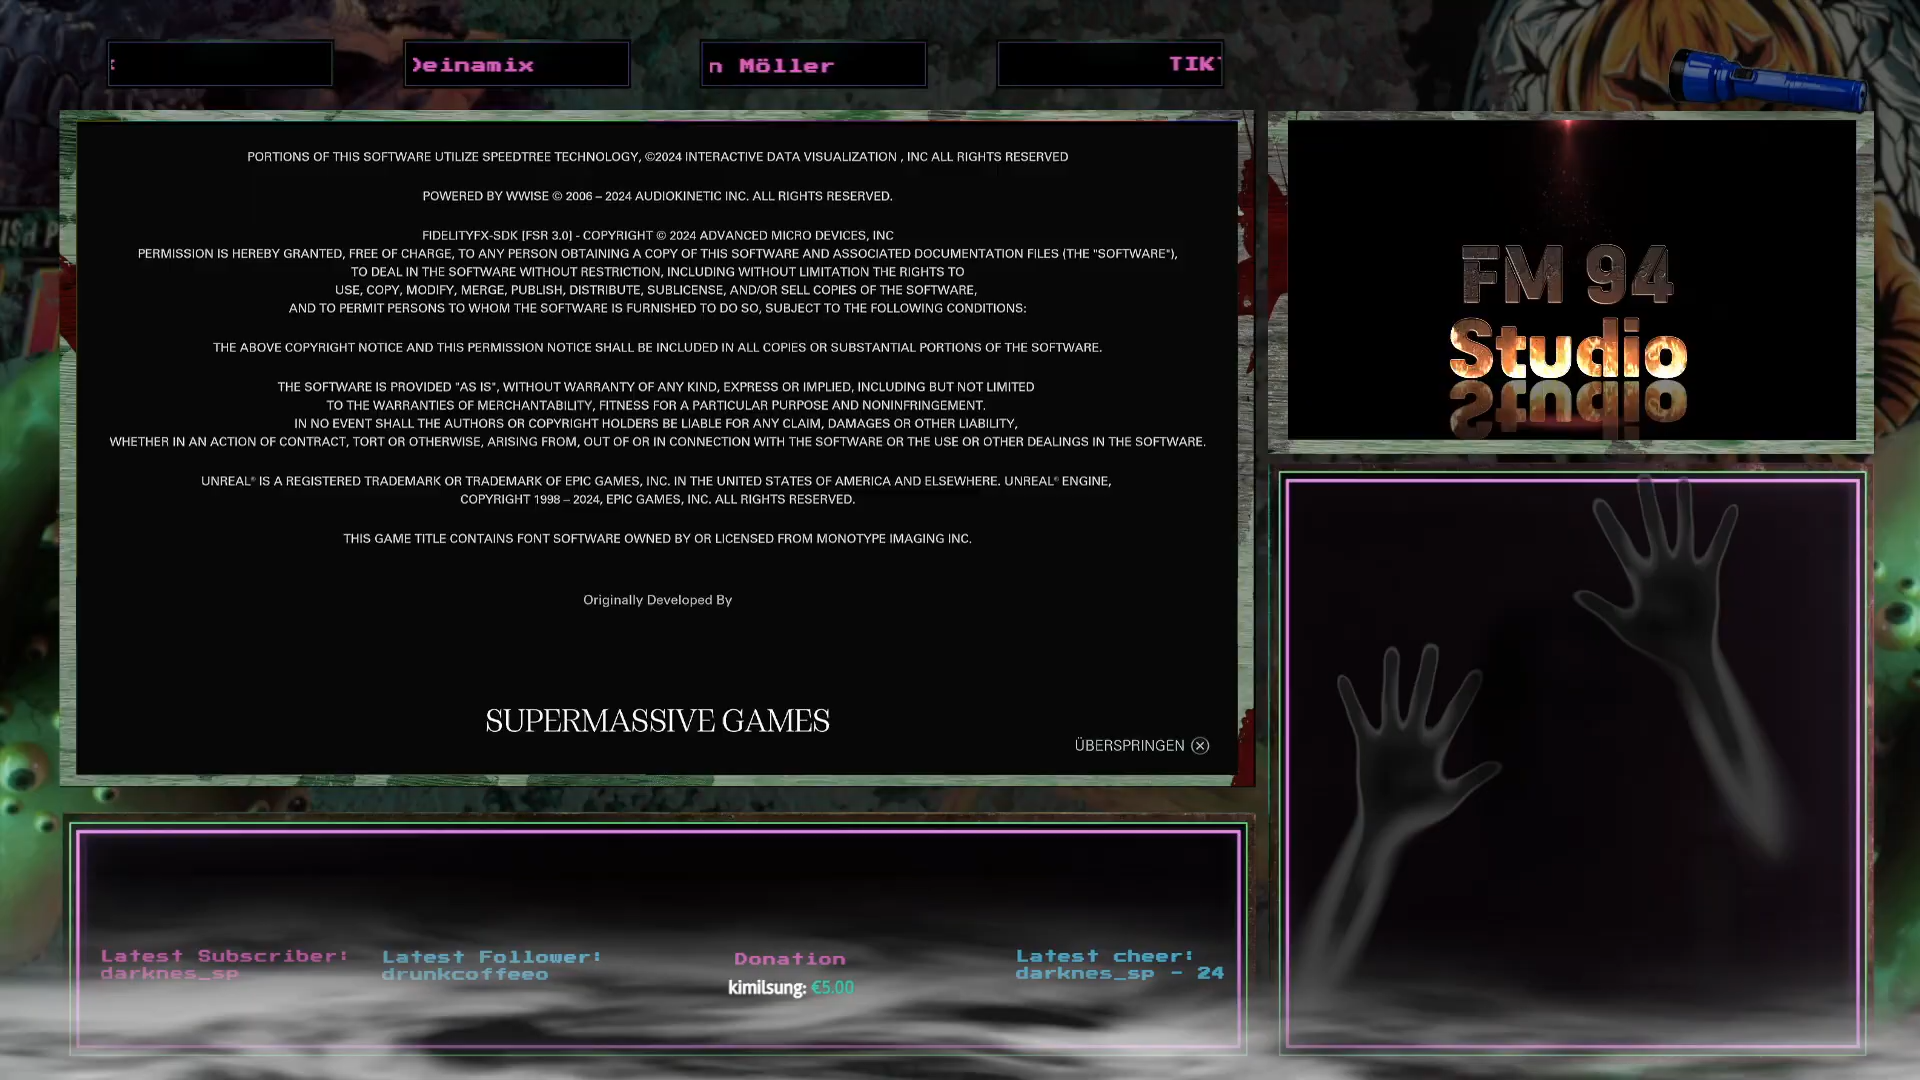 Deinamix
n Möller
TIK
PORTIONS OF THIS SOFTWARE UTILIZE SPEEDTREE TECHNOLOGY, ©2024 INTERACTIVE DATA VISUALIZATION , INC ALL RIGHTS RESERVED
POWERED BY WWISE © 2006 – 2024 AUDIOKINETIC INC. ALL RIGHTS RESERVED.
FIDELITYFX-SDK [FSR 3.0] - COPYRIGHT © 2024 ADVANCED MICRO DEVICES, INC
PERMISSION IS HEREBY GRANTED, FREE OF CHARGE, TO ANY PERSON OBTAINING A COPY OF THIS SOFTWARE AND ASSOCIATED DOCUMENTATION FILES (THE "SOFTWARE"),
TO DEAL IN THE SOFTWARE WITHOUT RESTRICTION, INCLUDING WITHOUT LIMITATION THE RIGHTS TO
USE, COPY, MODIFY, MERGE, PUBLISH, DISTRIBUTE, SUBLICENSE, AND/OR SELL COPIES OF THE SOFTWARE,
AND TO PERMIT PERSONS TO WHOM THE SOFTWARE IS FURNISHED TO DO SO, SUBJECT TO THE FOLLOWING CONDITIONS:
THE ABOVE COPYRIGHT NOTICE AND THIS PERMISSION NOTICE SHALL BE INCLUDED IN ALL COPIES OR SUBSTANTIAL PORTIONS OF THE SOFTWARE.
THE SOFTWARE IS PROVIDED "AS IS", WITHOUT WARRANTY OF ANY KIND, EXPRESS OR IMPLIED, INCLUDING BUT NOT LIMITED
TO THE WARRANTIES OF MERCHANTABILITY, FITNESS FOR A PARTICULAR PURPOSE AND NONINFRINGEMENT.
IN NO EVENT SHALL THE AUTHORS OR COPYRIGHT HOLDERS BE LIABLE FOR ANY CLAIM, DAMAGES OR OTHER LIABILITY,
WHETHER IN AN ACTION OF CONTRACT, TORT OR OTHERWISE, ARISING FROM, OUT OF OR IN CONNECTION WITH THE SOFTWARE OR THE USE OR OTHER DEALINGS IN THE SOFTWARE.
UNREAL® IS A REGISTERED TRADEMARK OR TRADEMARK OF EPIC GAMES, INC. IN THE UNITED STATES OF AMERICA AND ELSEWHERE. UNREAL® ENGINE,
COPYRIGHT 1998 – 2024, EPIC GAMES, INC. ALL RIGHTS RESERVED.
THIS GAME TITLE CONTAINS FONT SOFTWARE OWNED BY OR LICENSED FROM MONOTYPE IMAGING INC.
Originally Developed By
SUPERMASSIVE GAMES
ÜBERSPRINGEN
FM 94
Studio
Latest Subscriber:
darknes_sp
Latest Follower:
drunkcoffeeo
Donation
kimilsung: €5.00
Latest cheer:
darknes_sp - 24